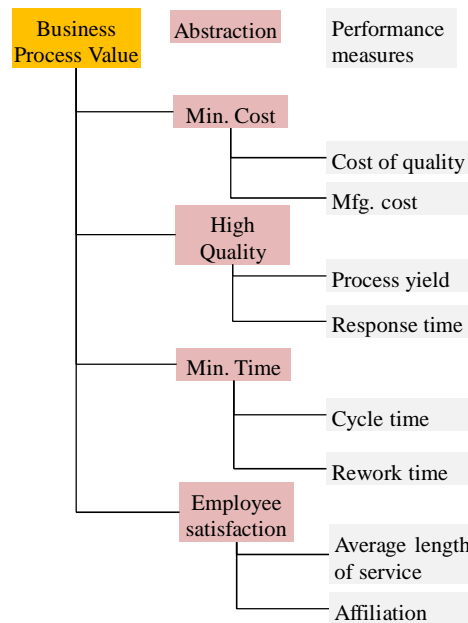 Business
Process Value
Abstraction
Performance
measures
Min. Cost
Cost of quality
Mfg. cost
High
Quality
Process yield
Response time
Min. Time
Cycle time
Rework time
Employee
satisfaction
Average length
of service
Affiliation